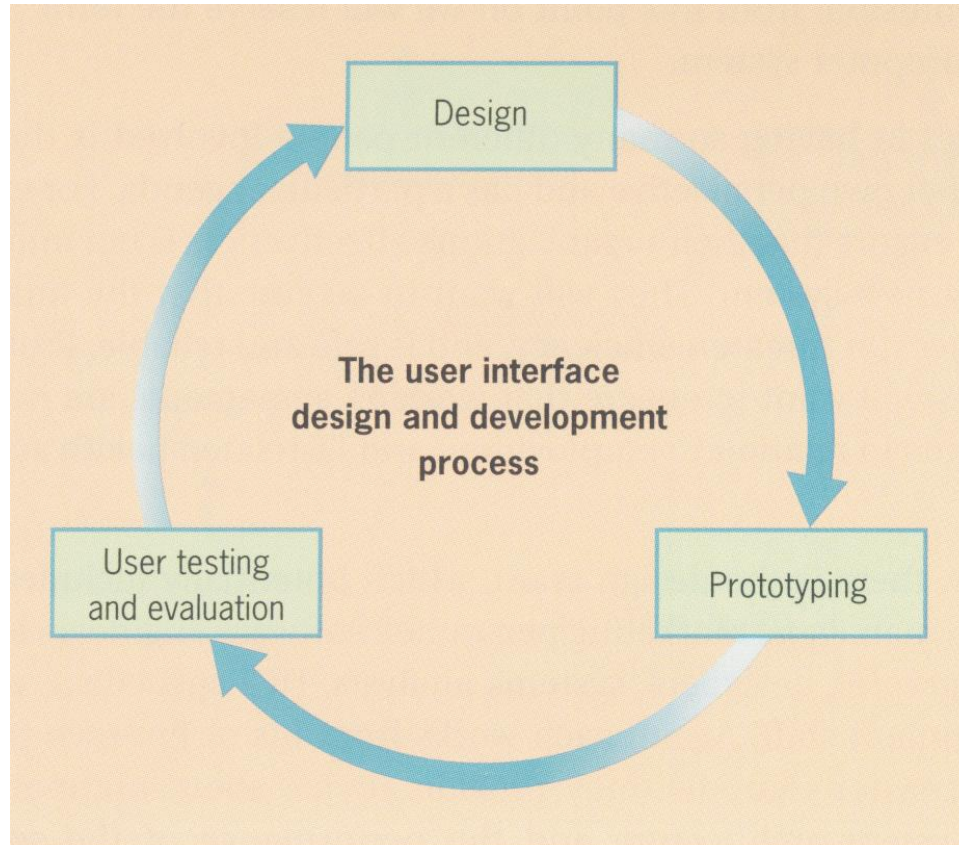 Design
The user interface
design and development
process
User testing
and evaluation
Prototyping